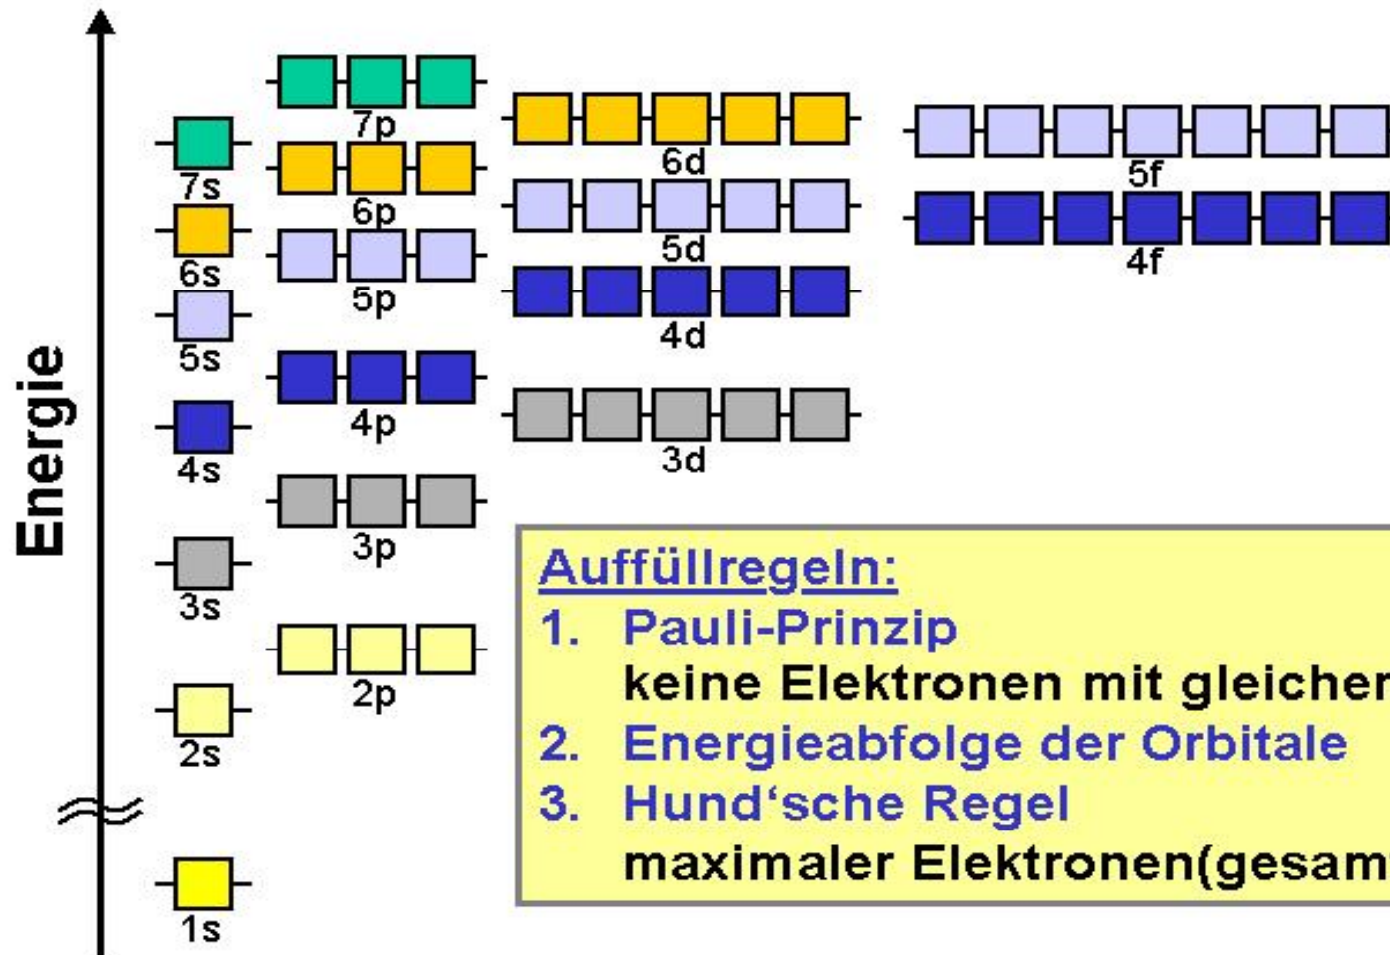 Energie
7p
6d
7s
5f
6p
5d
6s
4f
5p
4d
5s
4p
3d
4s
3p
3s
2p
2s
1s
Auffüllregeln:
1. Pauli-Prinzip
keine Elektronen mit gleicher
2. Energieabfolge der Orbitale
3. Hund‘sche Regel
maximaler Elektronen(gesam